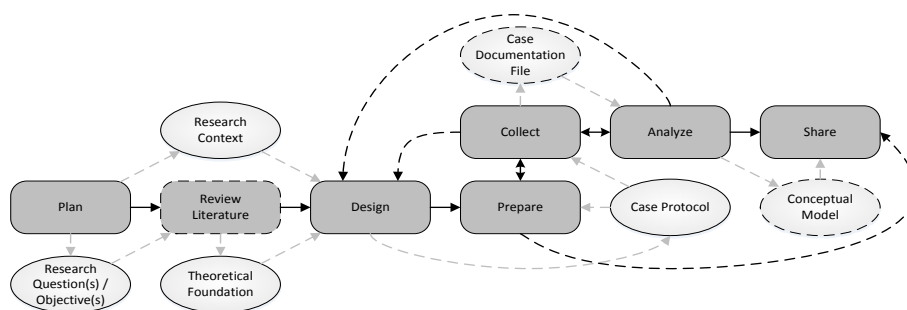 Case
Documentation
File
Research
Context
Collect
Analyze
Share
Plan
Review
Literature
Design
Prepare
Case Protocol
Conceptual
Model
Research
Question(s) /
Objective(s)
Theoretical
Foundation